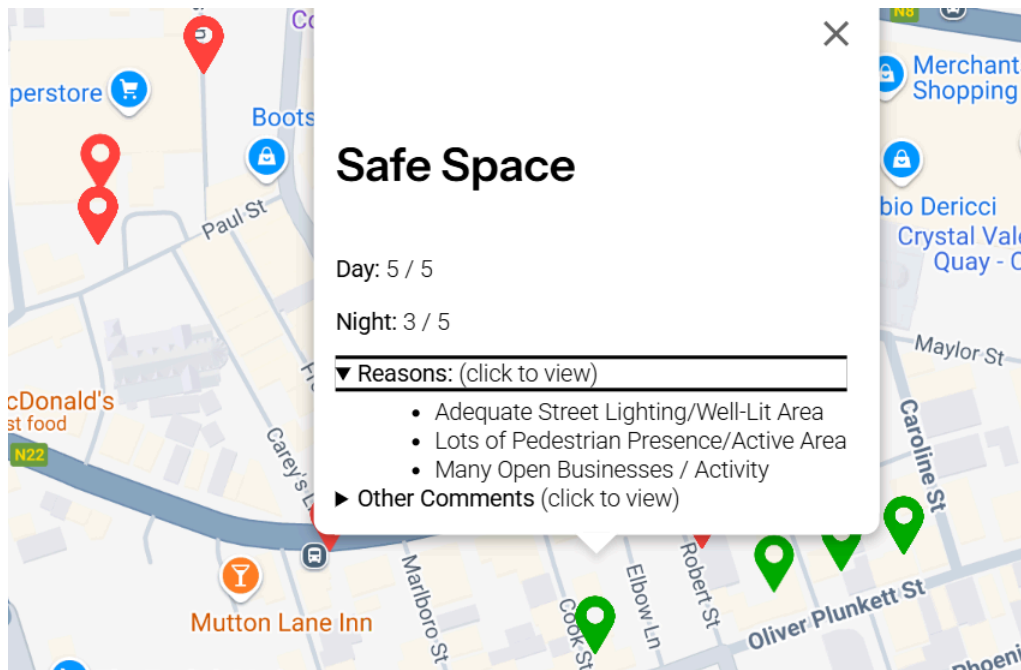 N8
Co
Merchant
Shopping
perstore
Boots
Safe Space
Paul St
bio Dericci
Crystal Vale
Quay - C
Day: 5 / 5
Night: 3 / 5
Maylor St
Reasons: (click to view)
cDonald's
st food
Adequate Street Lighting/Well-Lit Area
Lots of Pedestrian Presence/Active Area
Many Open Businesses / Activity
Other Comments (click to view)
N22
Carey's L
Caroline St
Marlboro St
Cook St
Elbow Ln
Robert St
Mutton Lane Inn
Oliver Plunkett St
Phoeni